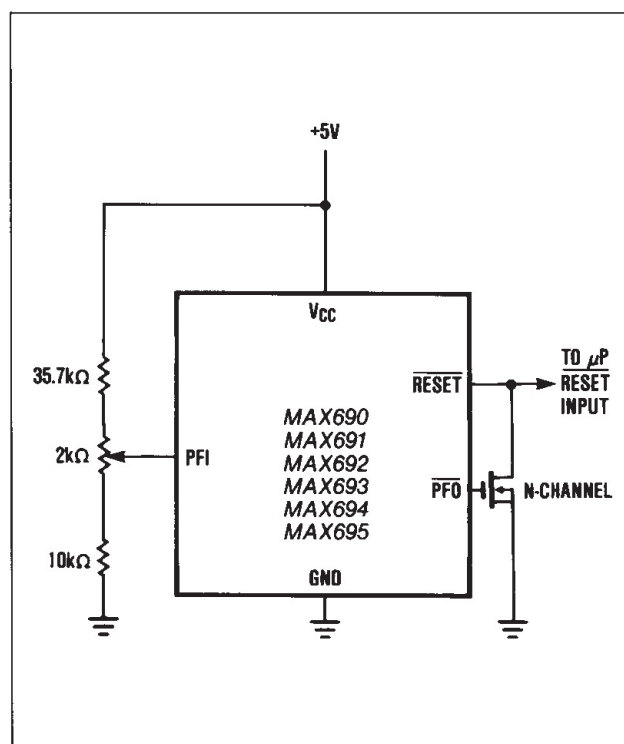 +5V
VCC
35.7kΩ
2kΩ
10kΩ
PFI
RESET
MAX690
MAX691
MAX692
MAX693
MAX694
MAX695
PFO
GND
TO μP
RESET
INPUT
N-CHANNEL